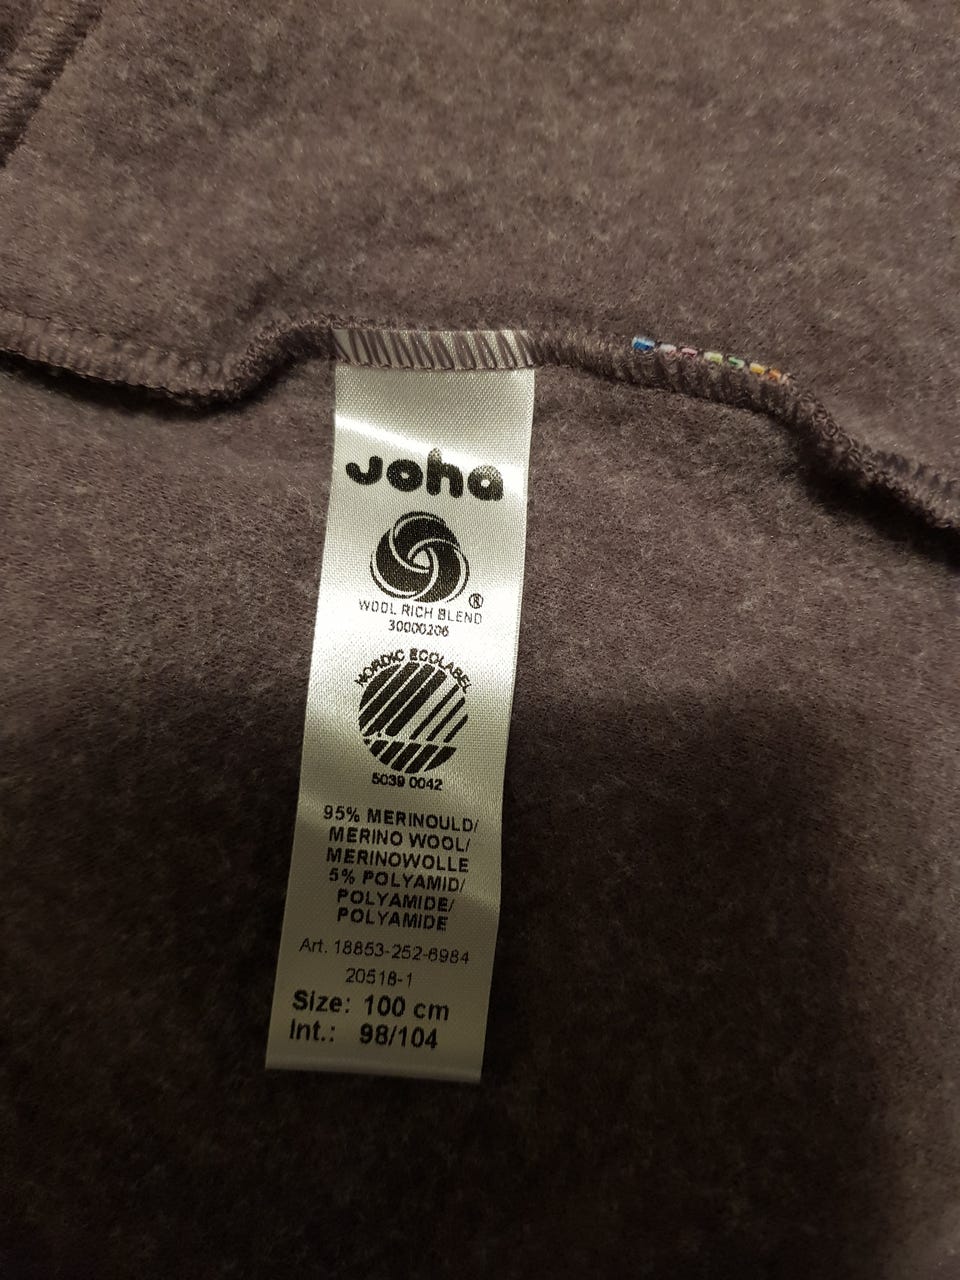 Joha
®
WOOL RICH BLEND
30000206
NORDIC ECOLABEL
5039 0042
95% MERINOULD/
MERINO WOOL/
MERINOWOLLE
5% POLYAMID/
POLYAMIDE/
POLYAMIDE
Art. 18853-252-6984
20518-1
Size: 100 cm
Int.: 98/104